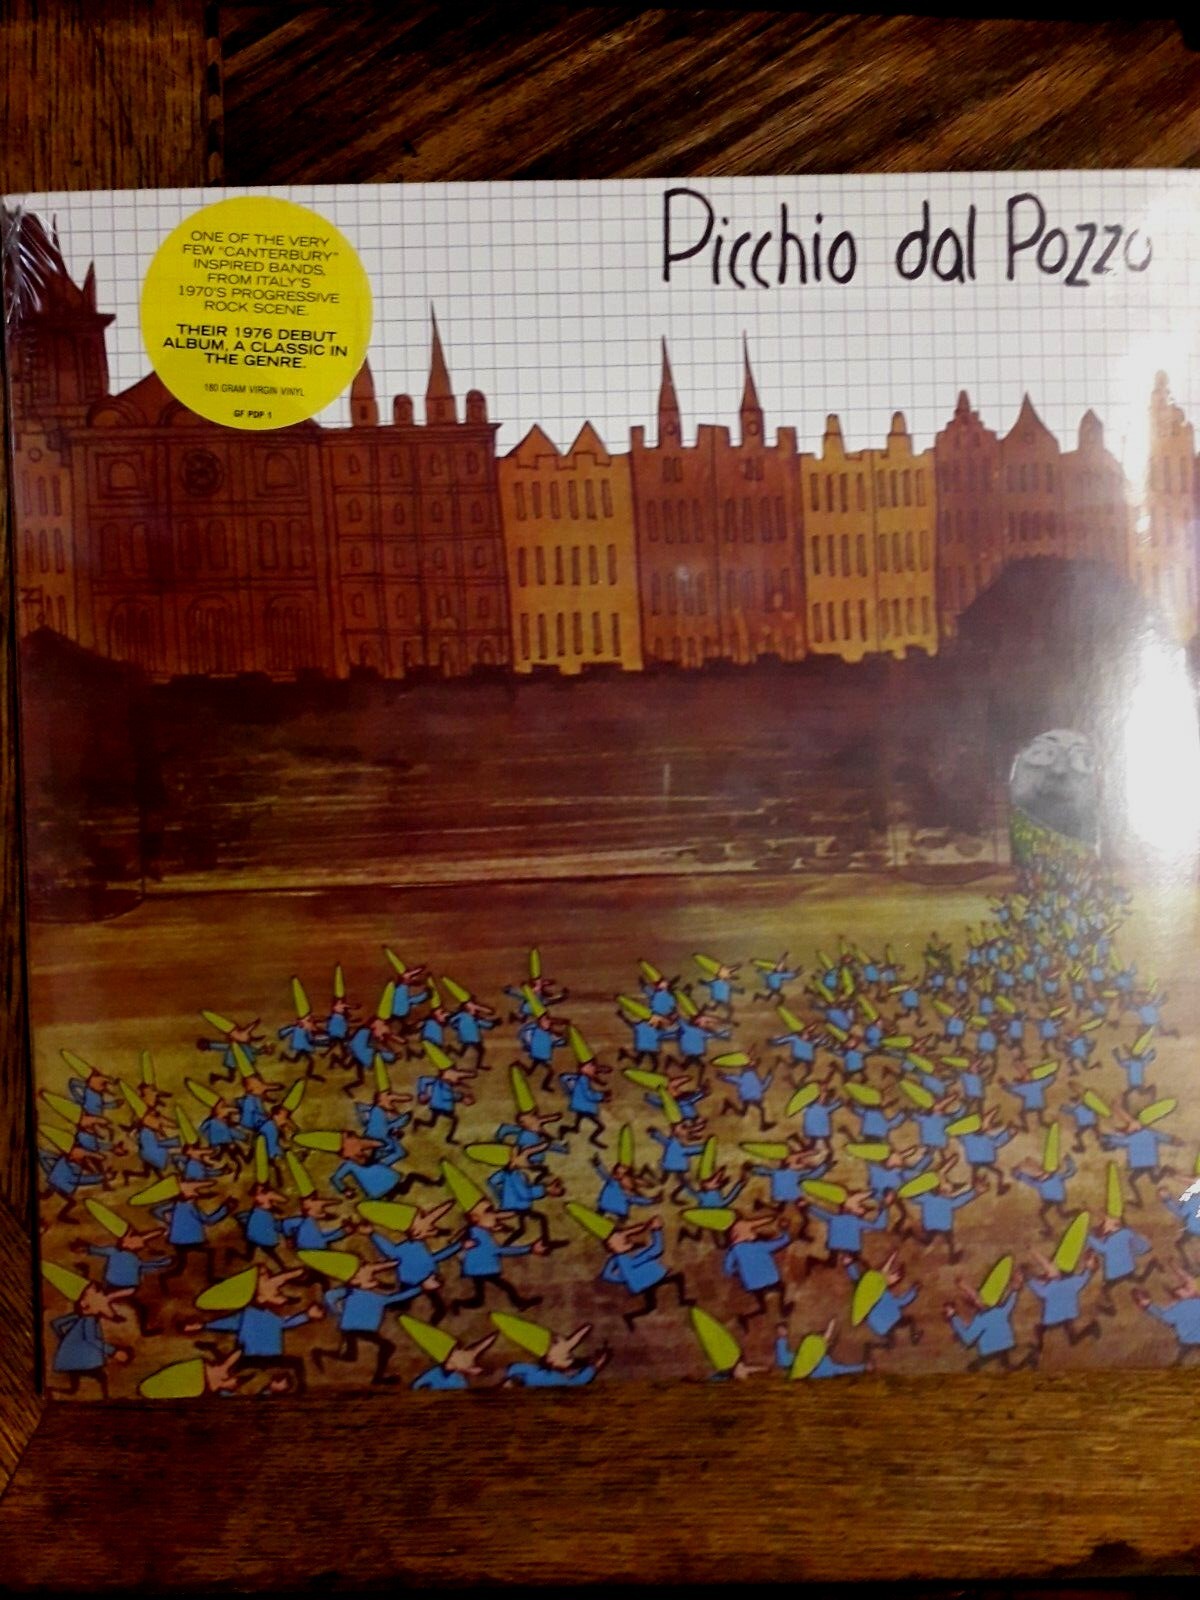 Picchio dal Pozzo
ONE OF THE VERY
FEW "CANTERBURY"
INSPIRED BANDS,
FROM ITALY'S
1970'S PROGRESSIVE
ROCK SCENE.
THEIR 1976 DEBUT
ALBUM, A CLASSIC IN
THE GENRE.
180 GRAM VIRGIN VINYL
GF PDP 1